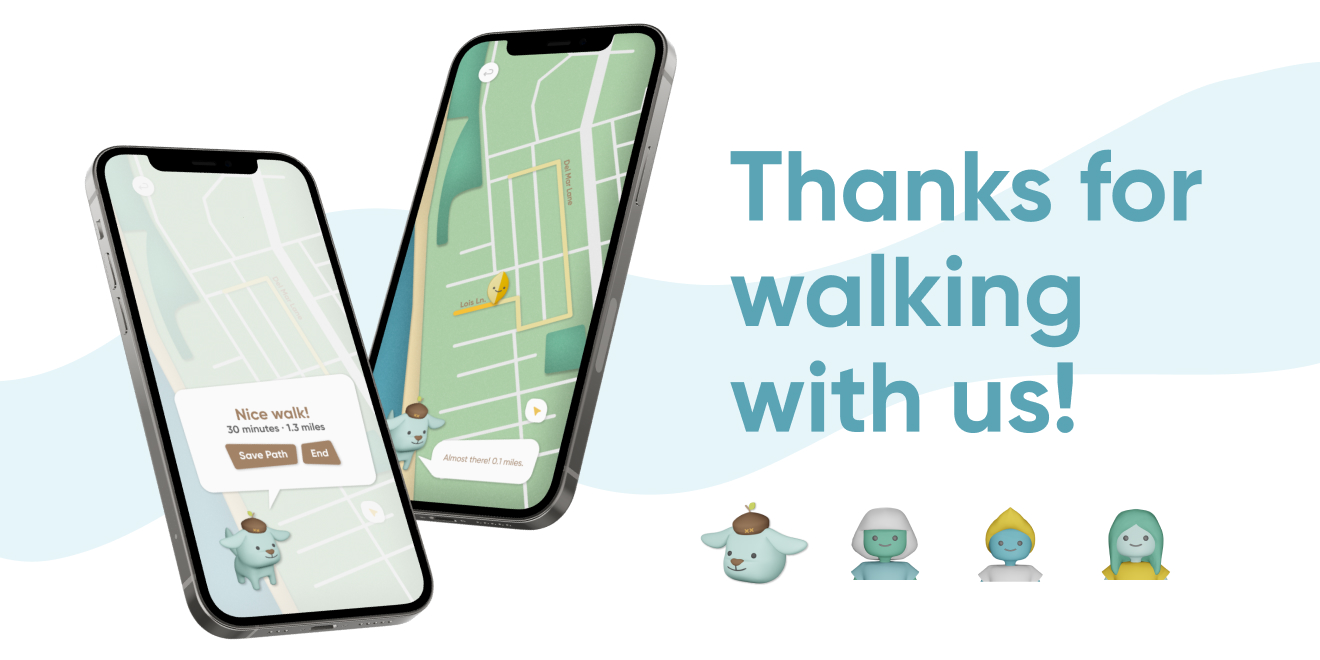 Thanks for
walking
with us!
Nice walk!
30 minutes · 1.3 miles
Save Path
End
Del Mar Lane
Lois Ln.
Almost there! 0.1 miles.